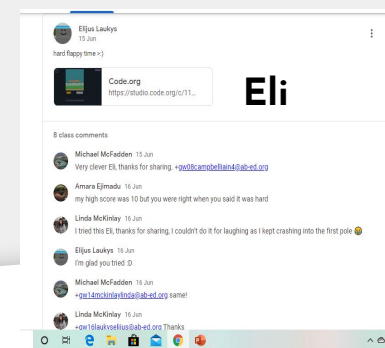 Elijus Laukys
15 Jun
hard flappy time >:)
Code.org
https://studio.code.org/c/11...
Eli
8 class comments
Michael McFadden 15 Jun
Very clever Eli, thanks for sharing. +gw08campbelliain4@ab-ed.org
Amara Ejimadu 16 Jun
my high score was 10 but you were right when you said it was hard
Linda McKinlay 16 Jun
I tried this Eli, thanks for sharing, I couldn't do it for laughing as I kept crashing into the first pole 😂
Elijus Laukys 16 Jun
I'm glad you tried :D
Michael McFadden 16 Jun
+gw14mckinlaylinda@ab-ed.org same!
Linda McKinlay 16 Jun
+gw16laukyselijus@ab-ed.org Thanks